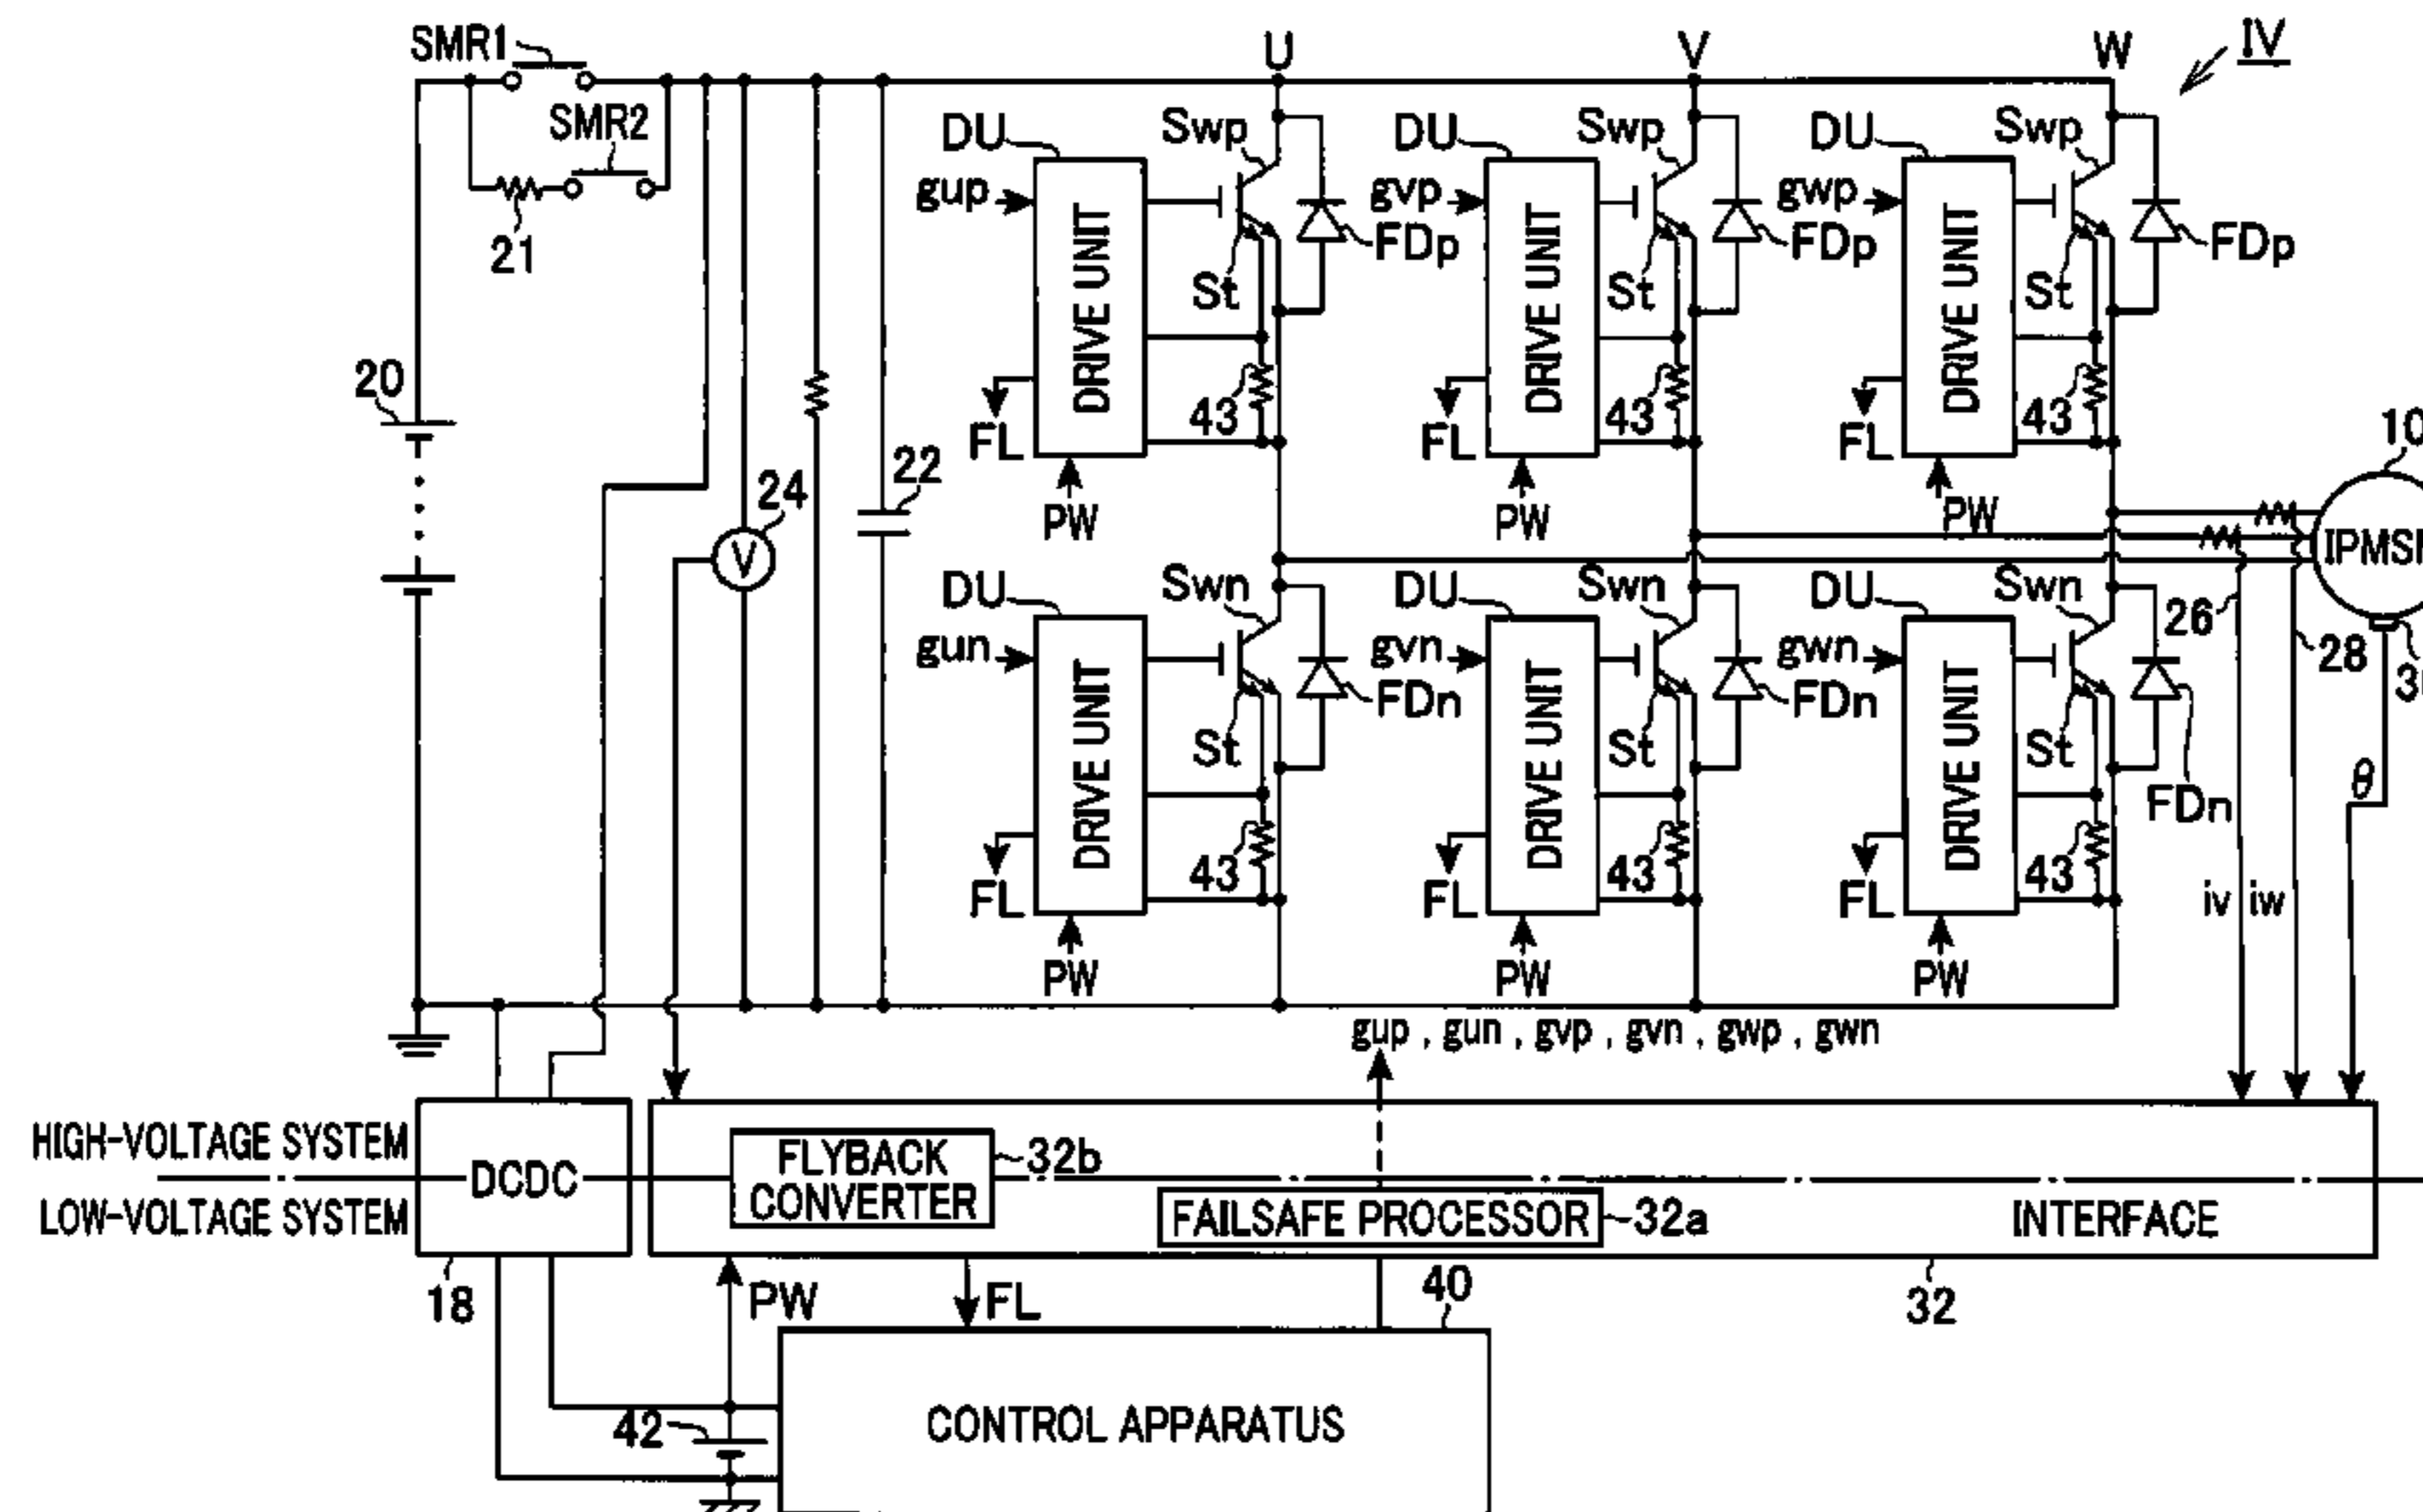 SMR1
U
V
W
IV
SMR2
21
DU
Swp
DU
Swp
DU
Swp
gup
gvp
gwp
DRIVE UNIT
FDp
DRIVE UNIT
FDp
DRIVE UNIT
FDp
St
St
St
20
43
43
43
FL
FL
FL
10
22
24
V
PW
PW
PW
DU
Swn
DU
Swn
DU
Swn
26
28
gun
gvn
gwn
DRIVE UNIT
FDn
DRIVE UNIT
FDn
DRIVE UNIT
FDn
St
St
St
θ
43
43
43
FL
FL
FL
iv
iw
PW
PW
PW
gup , gun , gvp , gvn , gwp , gwn
HIGH-VOLTAGE SYSTEM
LOW-VOLTAGE SYSTEM
DCDC
FLYBACK
CONVERTER
32b
FAILSAFE PROCESSOR
32a
INTERFACE
18
PW
FL
40
32
42
CONTROL APPARATUS